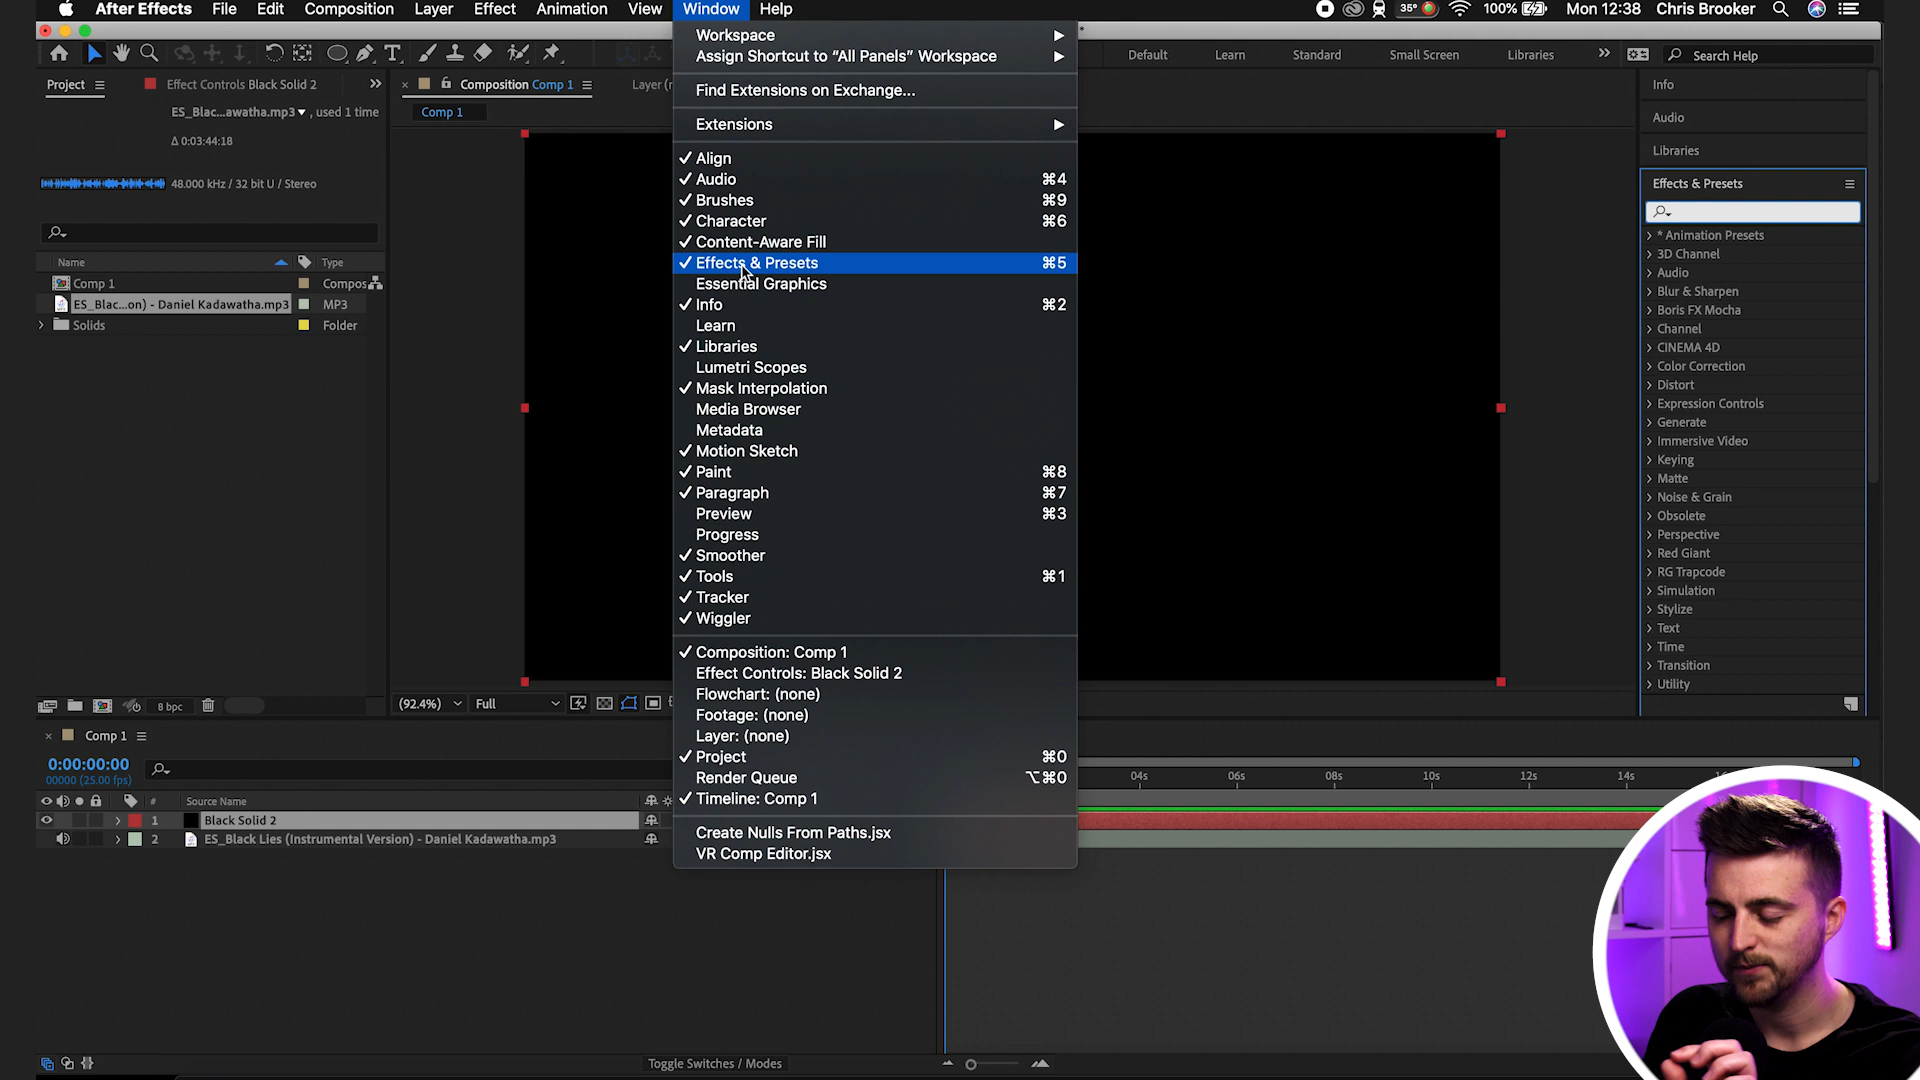 After Effects File Edit Composition Layer Effect Animation View Window Help 35° 100% Mon 12:38 Chris Brooker
Default Learn Standard Small Screen Libraries Search Help
Workspace
Assign Shortcut to “All Panels” Workspace
Find Extensions on Exchange...
Extensions
Align
Audio ⌘4
Brushes ⌘9
Character ⌘6
Content-Aware Fill
Effects & Presets ⌘5
Essential Graphics
Info ⌘2
Learn
Libraries
Lumetri Scopes
Mask Interpolation
Media Browser
Metadata
Motion Sketch
Paint ⌘8
Paragraph ⌘7
Preview ⌘3
Progress
Smoother
Tools ⌘1
Tracker
Wiggler
Composition: Comp 1
Effect Controls: Black Solid 2
Flowchart: (none)
Footage: (none)
Layer: (none)
Project ⌘0
Render Queue ⌥⌘0
Timeline: Comp 1
Create Nulls From Paths.jsx
VR Comp Editor.jsx
Project Effect Controls Black Solid 2
ES_Blac...awatha.mp3 , used 1 time
Δ 0:03:44:18
48.000 kHz / 32 bit U / Stereo
Name Type
Comp 1 Compos
ES_Blac...on) - Daniel Kadawatha.mp3 MP3
Solids Folder
8 bpc
Composition Comp 1 Layer
Comp 1
(92.4%) Full
Info
Audio
Libraries
Effects & Presets
* Animation Presets
3D Channel
Audio
Blur & Sharpen
Boris FX Mocha
Channel
CINEMA 4D
Color Correction
Distort
Expression Controls
Generate
Immersive Video
Keying
Matte
Noise & Grain
Obsolete
Perspective
Red Giant
RG Trapcode
Simulation
Stylize
Text
Time
Transition
Utility
Comp 1
0:00:00:00
00000 (25.00 fps)
# Source Name
1 Black Solid 2
2 ES_Black Lies (Instrumental Version) - Daniel Kadawatha.mp3
04s 06s 08s 10s 12s 14s
Toggle Switches / Modes